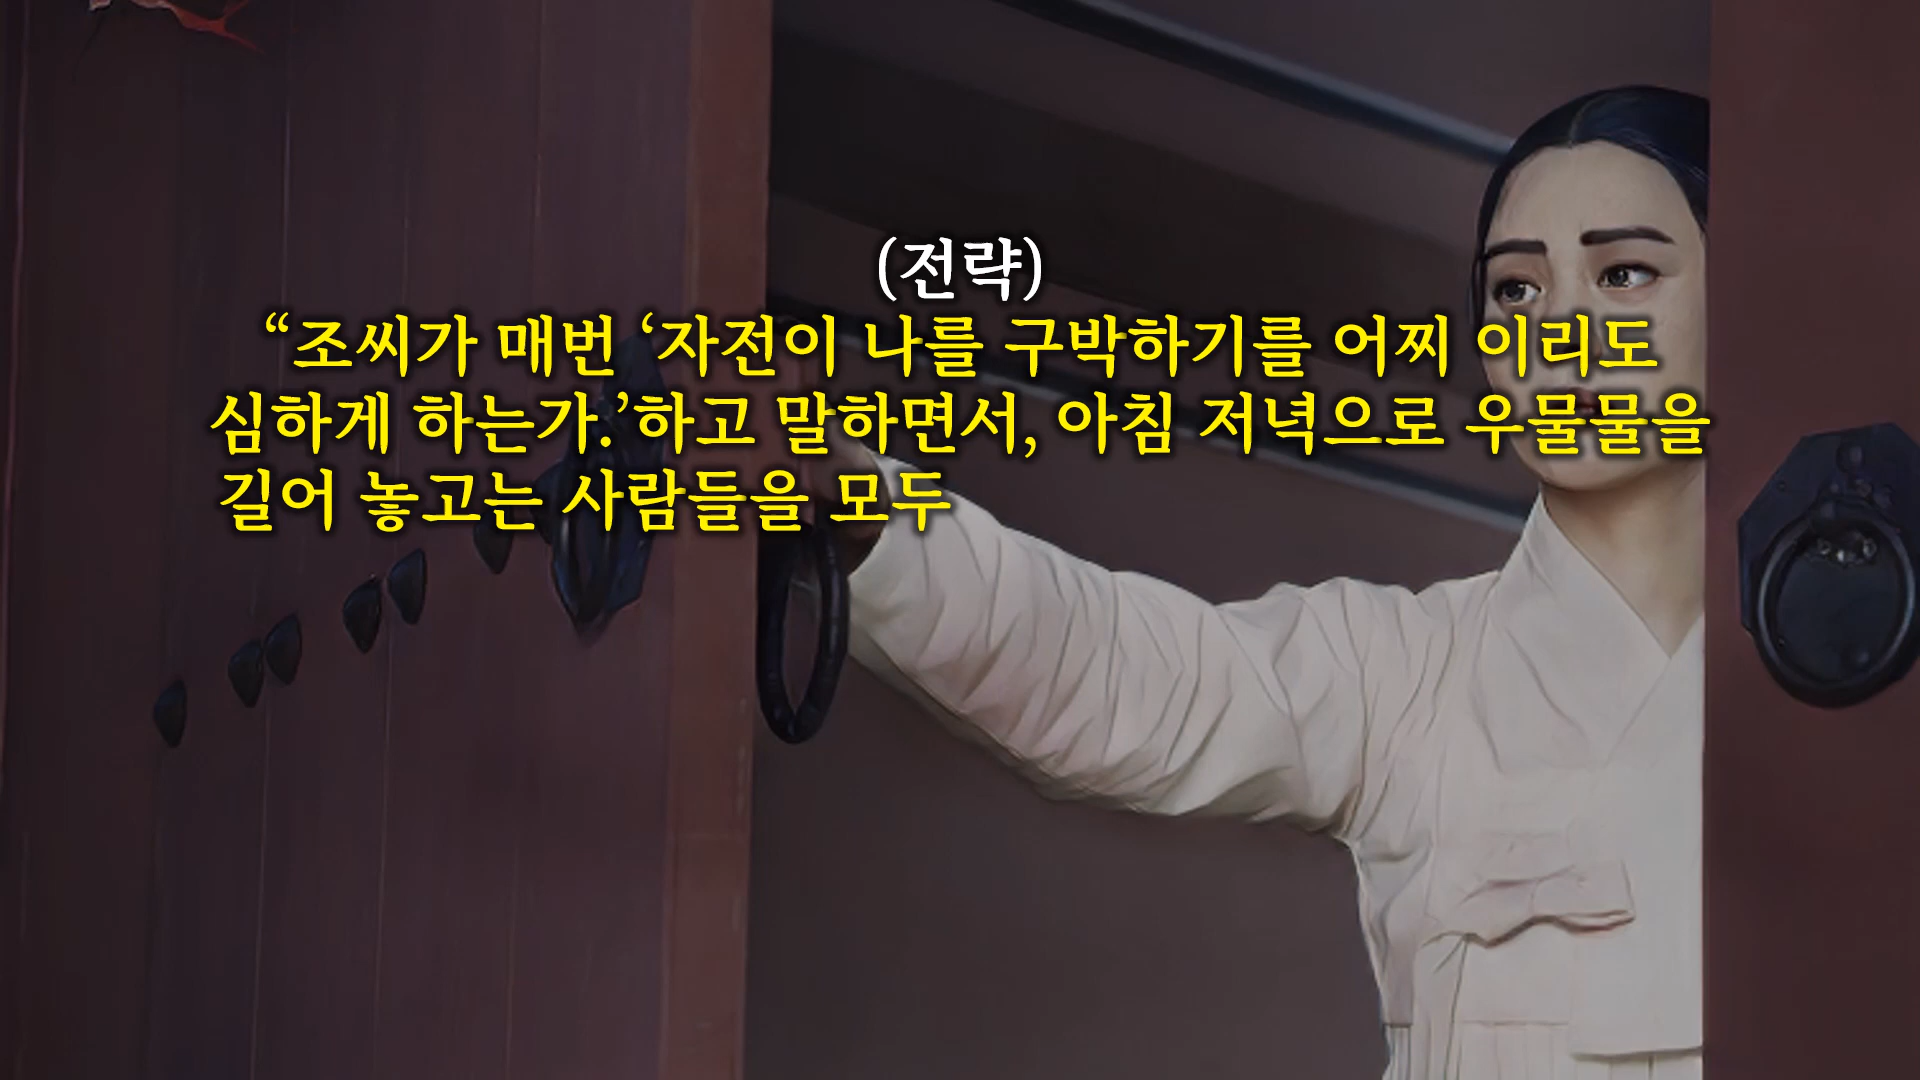 (전략)
“조씨가 매번 ‘자전이 나를 구박하기를 어찌 이리도
심하게 하는가.’하고 말하면서, 아침 저녁으로 우물물을
길어 놓고는 사람들을 모두